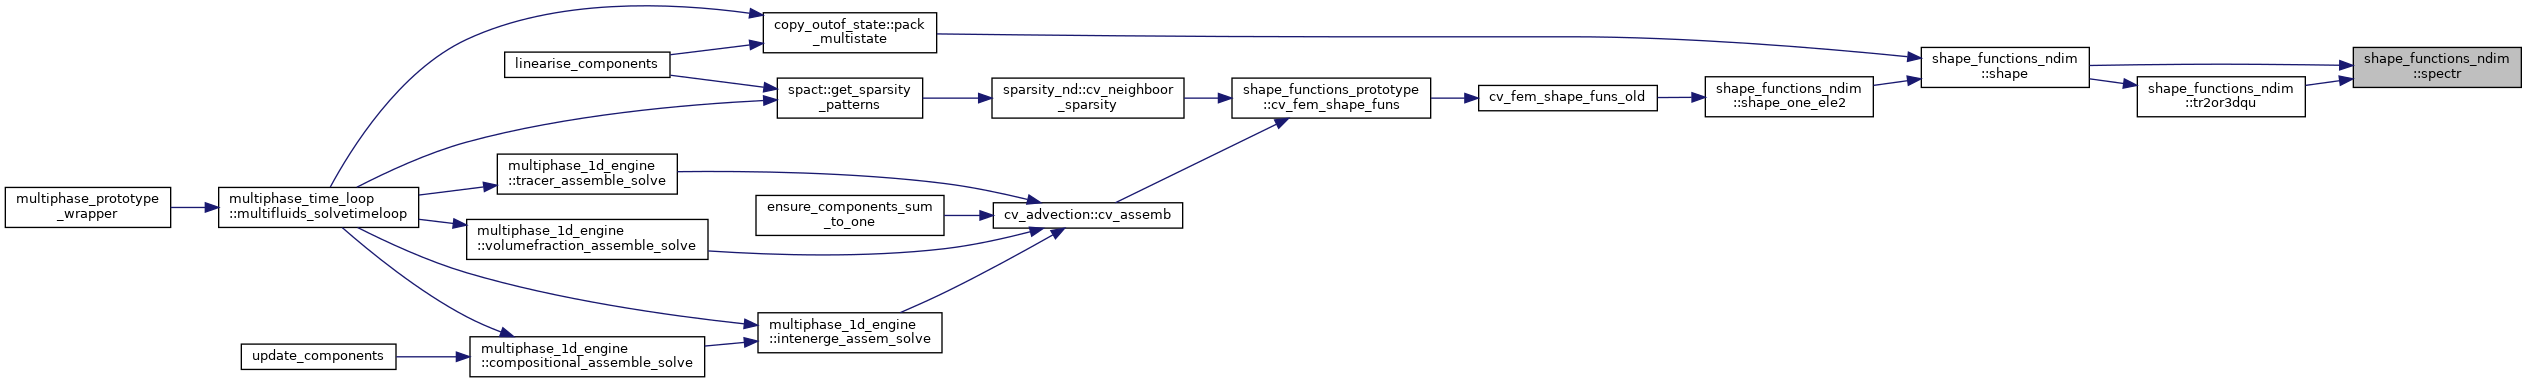 copy_outof_state::pack
_multistate
linearise_components
shape_functions_ndim
::shape
shape_functions_ndim
::spectr
spact::get_sparsity
_patterns
sparsity_nd::cv_neighboor
_sparsity
shape_functions_prototype
::cv_fem_shape_funs
cv_fem_shape_funs_old
shape_functions_ndim
::shape_one_ele2
shape_functions_ndim
::tr2or3dqu
multiphase_1d_engine
::tracer_assemble_solve
multiphase_prototype
_wrapper
multiphase_time_loop
::multifluids_solvetimeloop
ensure_components_sum
_to_one
cv_advection::cv_assemb
multiphase_1d_engine
::volumefraction_assemble_solve
multiphase_1d_engine
::intenerge_assem_solve
update_components
multiphase_1d_engine
::compositional_assemble_solve